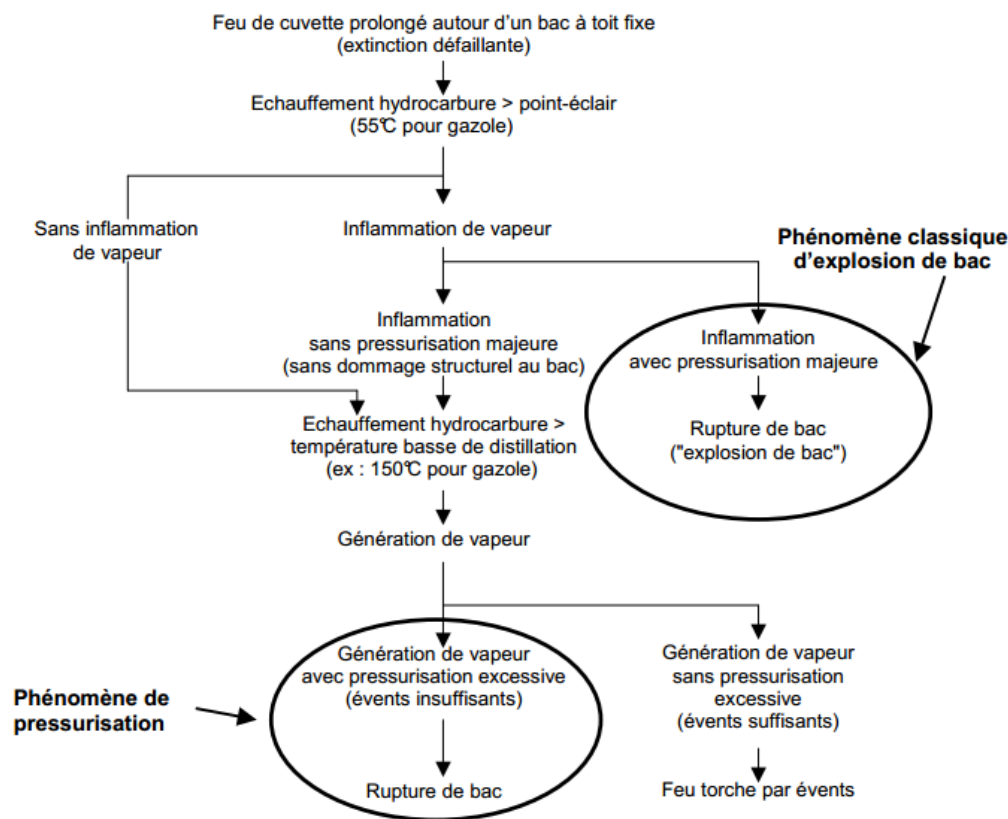 Feu de cuvette prolongé autour d'un bac à toit fixe
(extinction défaillante)
Echauffement hydrocarbure > point-éclair
(55℃ pour gazole)
Sans inflammation
de vapeur
Inflammation de vapeur
Phénomène classique
d'explosion de bac
Inflammation
sans pressurisation majeure
(sans dommage structurel au bac)
Inflammation
avec pressurisation majeure
Echauffement hydrocarbure >
température basse de distillation
(ex : 150℃ pour gazole)
Rupture de bac
("explosion de bac")
Génération de vapeur
Génération de vapeur
avec pressurisation excessive
(évents insuffisants)
Génération de vapeur
sans pressurisation
excessive
(évents suffisants)
Phénomène de
pressurisation
Rupture de bac
Feu torche par évents